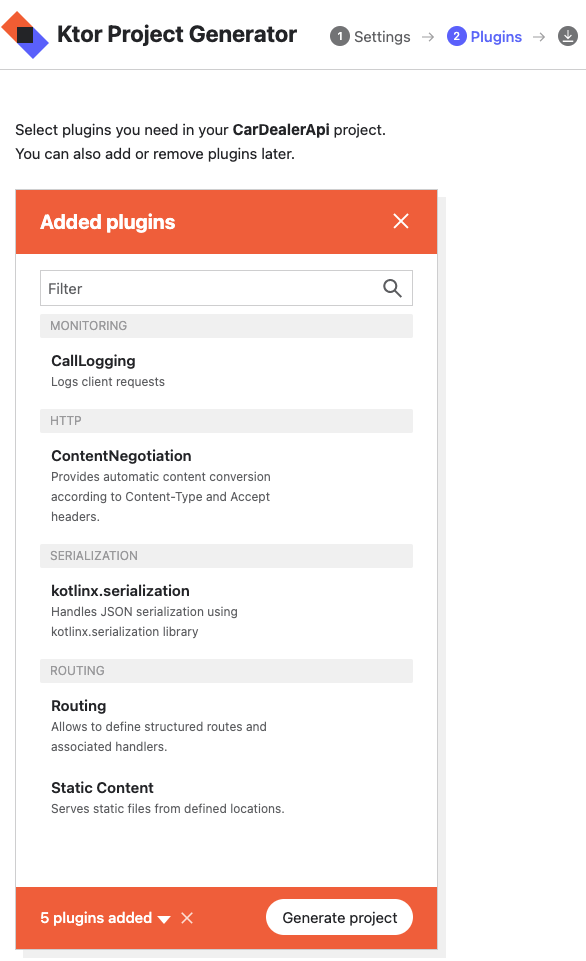 Ktor Project Generator
1 Settings → 2 Plugins →
Select plugins you need in your CarDealerApi project.
You can also add or remove plugins later.
Added plugins
Filter
MONITORING
CallLogging
Logs client requests
HTTP
ContentNegotiation
Provides automatic content conversion
according to Content-Type and Accept
headers.
SERIALIZATION
kotlinx.serialization
Handles JSON serialization using
kotlinx.serialization library
ROUTING
Routing
Allows to define structured routes and
associated handlers.
Static Content
Serves static files from defined locations.
5 plugins added
Generate project